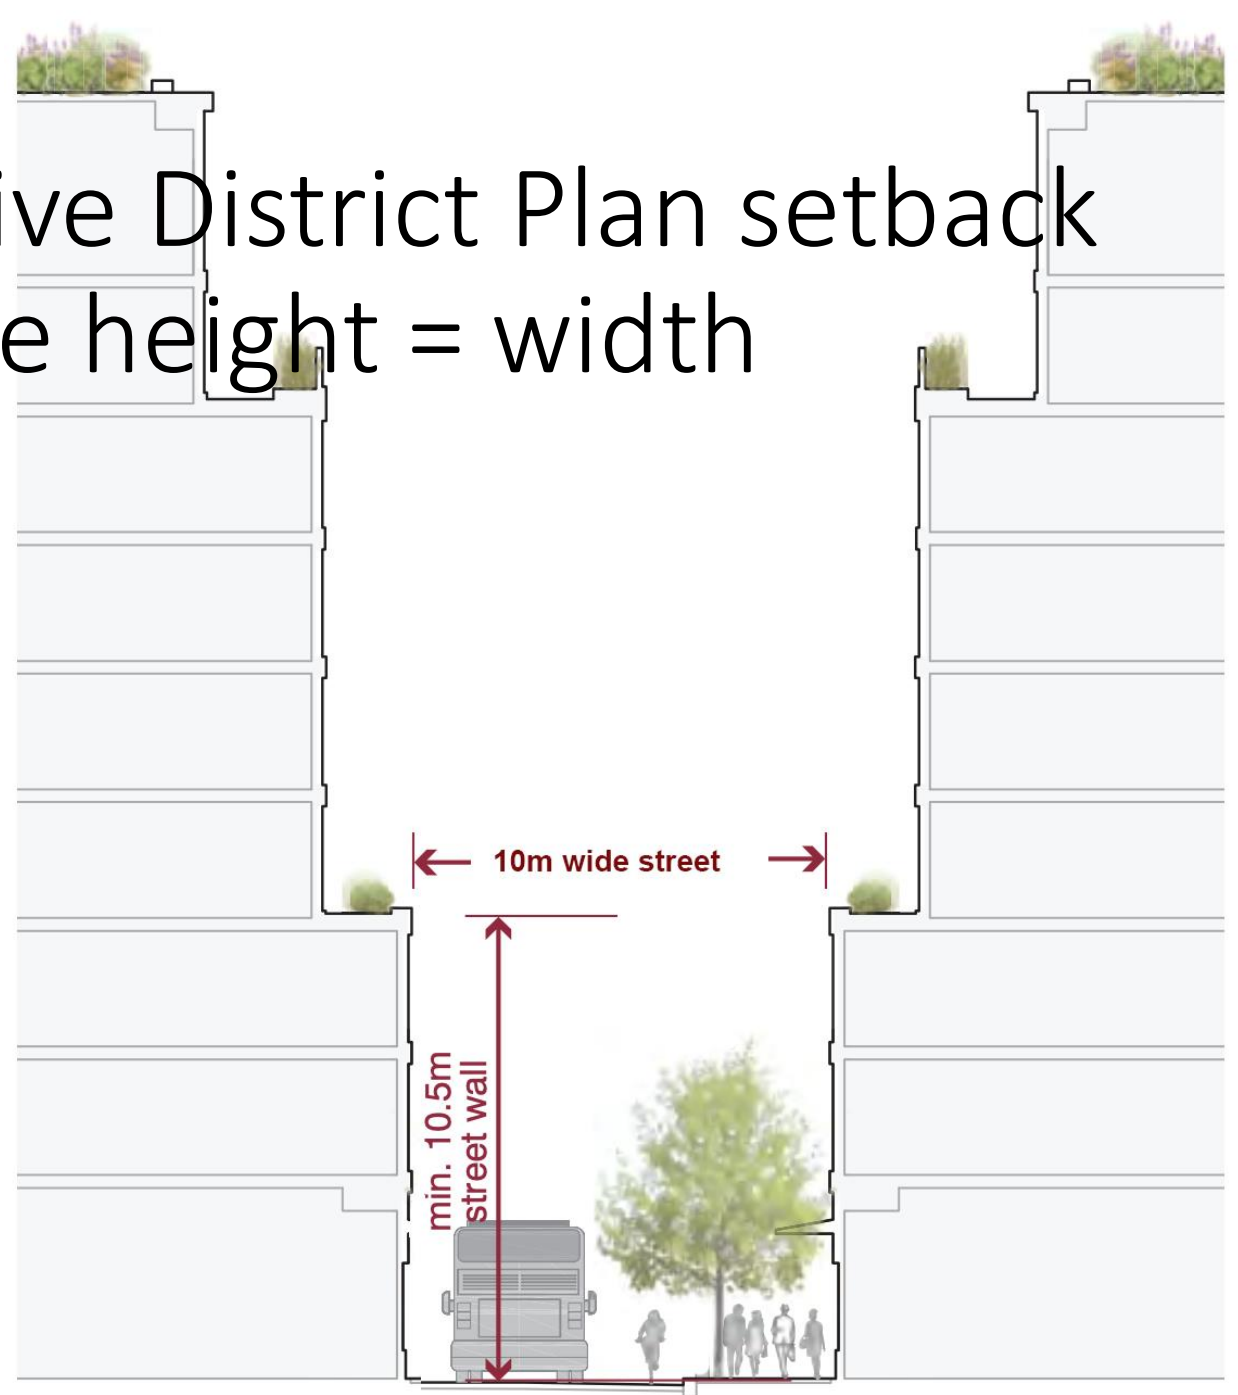 ive District Plan setback
e height = width
10m wide street
min. 10.5m
street wall